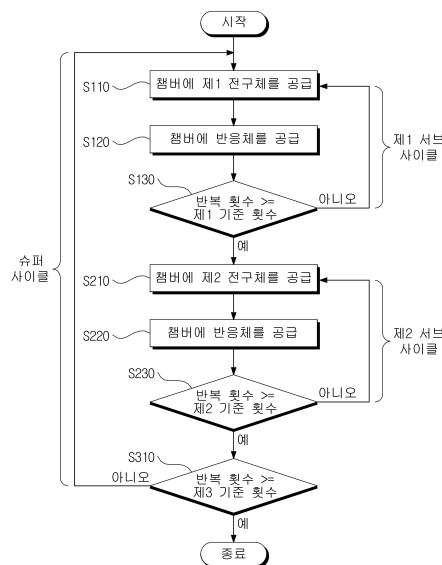 시작
S110
챔버에 제1 전구체를 공급
S120
챔버에 반응체를 공급
제1 서브
사이클
S130
반복 횟수 >=
제1 기준 횟수
아니오
예
슈퍼
사이클
S210
챔버에 제2 전구체를 공급
S220
챔버에 반응체를 공급
제2 서브
사이클
S230
반복 횟수 >=
제2 기준 횟수
아니오
예
S310
반복 횟수 >=
제3 기준 횟수
아니오
예
종료